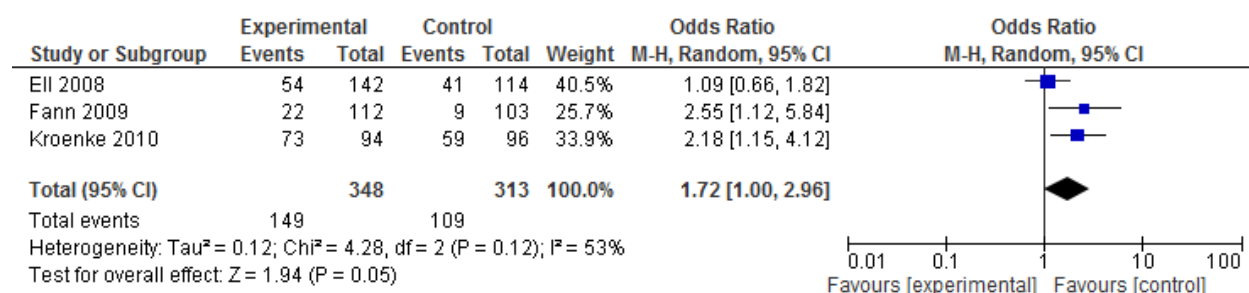 Experimental Control Odds Ratio Odds Ratio
Study or Subgroup Events Total Events Total Weight M-H, Random, 95% CI M-H, Random, 95% CI
Ell 2008 54 142 41 114 40.5% 1.09 [0.66, 1.82]
Fann 2009 22 112 9 103 25.7% 2.55 [1.12, 5.84]
Kroenke 2010 73 94 59 96 33.9% 2.18 [1.15, 4.12]
Total (95% CI) 348 313 100.0% 1.72 [1.00, 2.96]
Total events 149 109
Heterogeneity: Tau² = 0.12; Chi² = 4.28, df = 2 (P = 0.12); I² = 53%
Test for overall effect: Z = 1.94 (P = 0.05)
0.01 0.1 1 10 100
Favours [experimental] Favours [control]